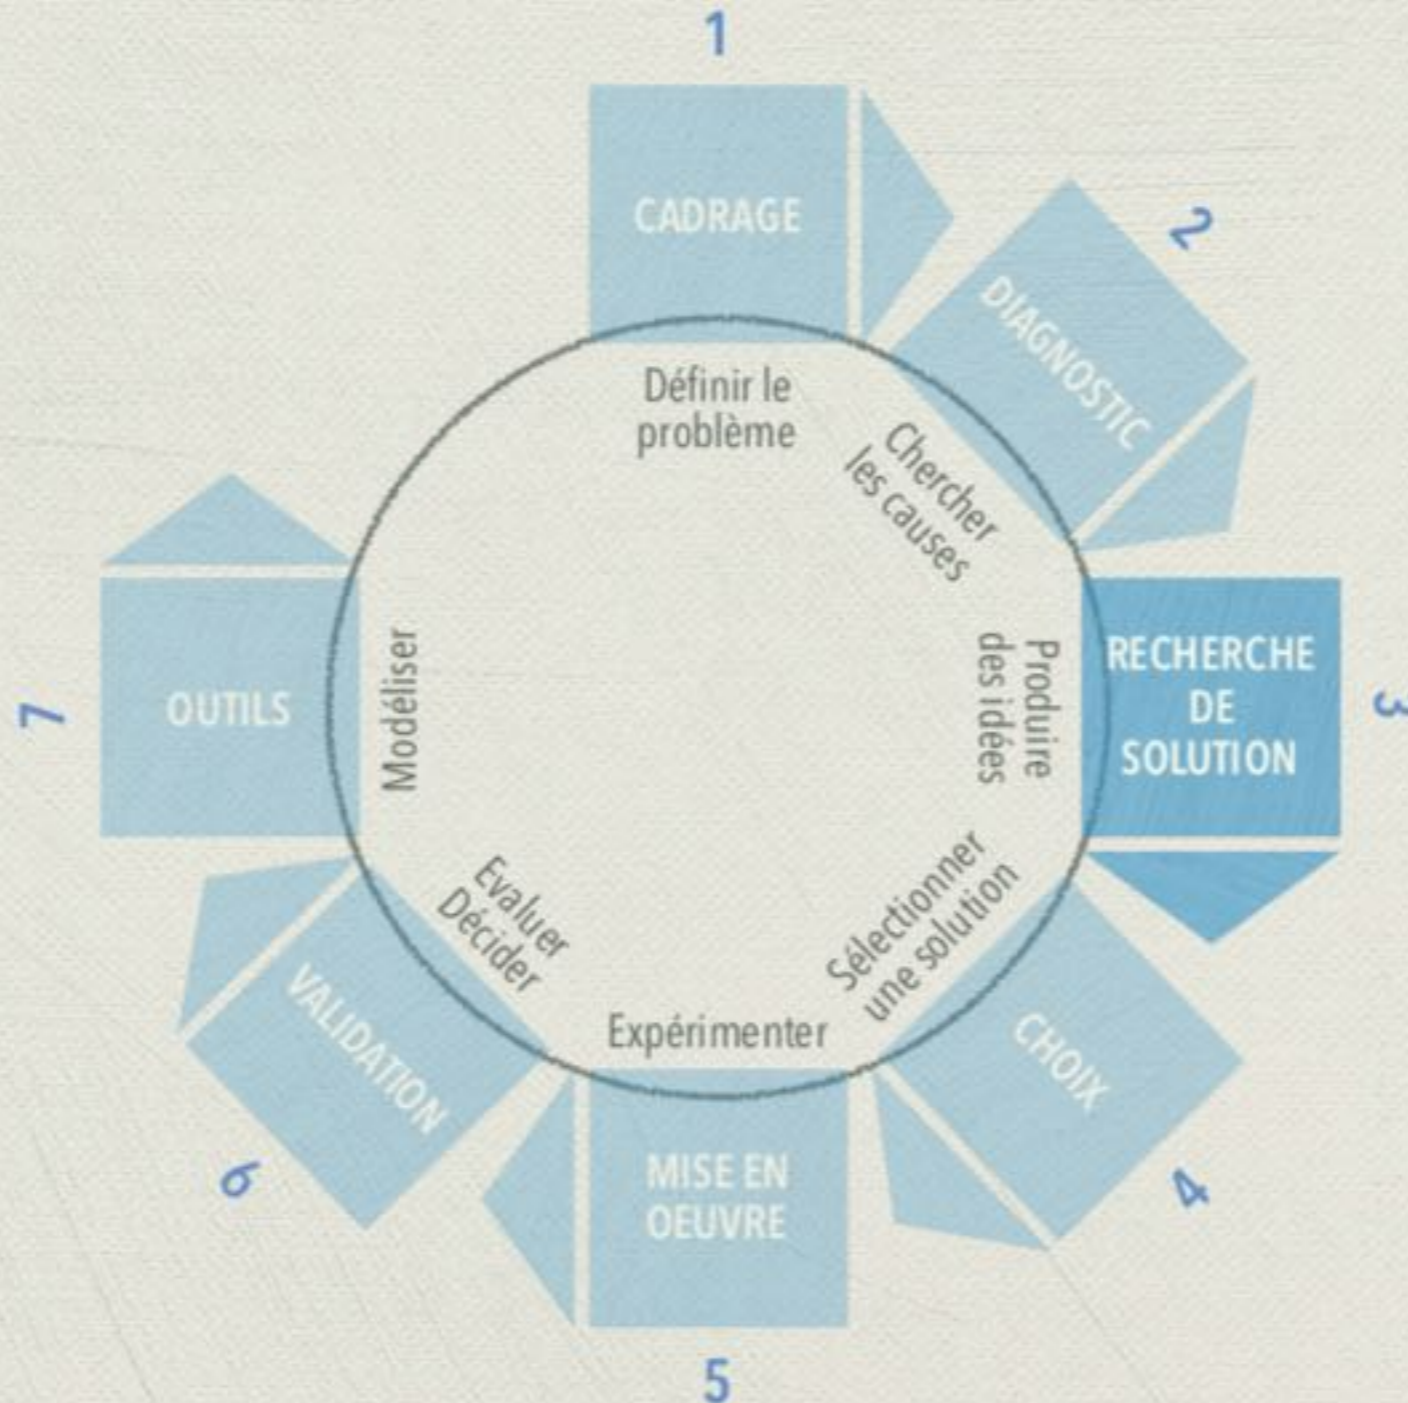 1
CADRAGE
Définir le
problème
2
DIAGNOSTIC
Chercher
les causes
3
RECHERCHE
DE
SOLUTION
Produire
des idées
4
CHOIX
Sélectionner
une solution
5
MISE EN
OEUVRE
Expérimenter
6
VALIDATION
Evaluer
Décider
7
OUTILS
Modéliser